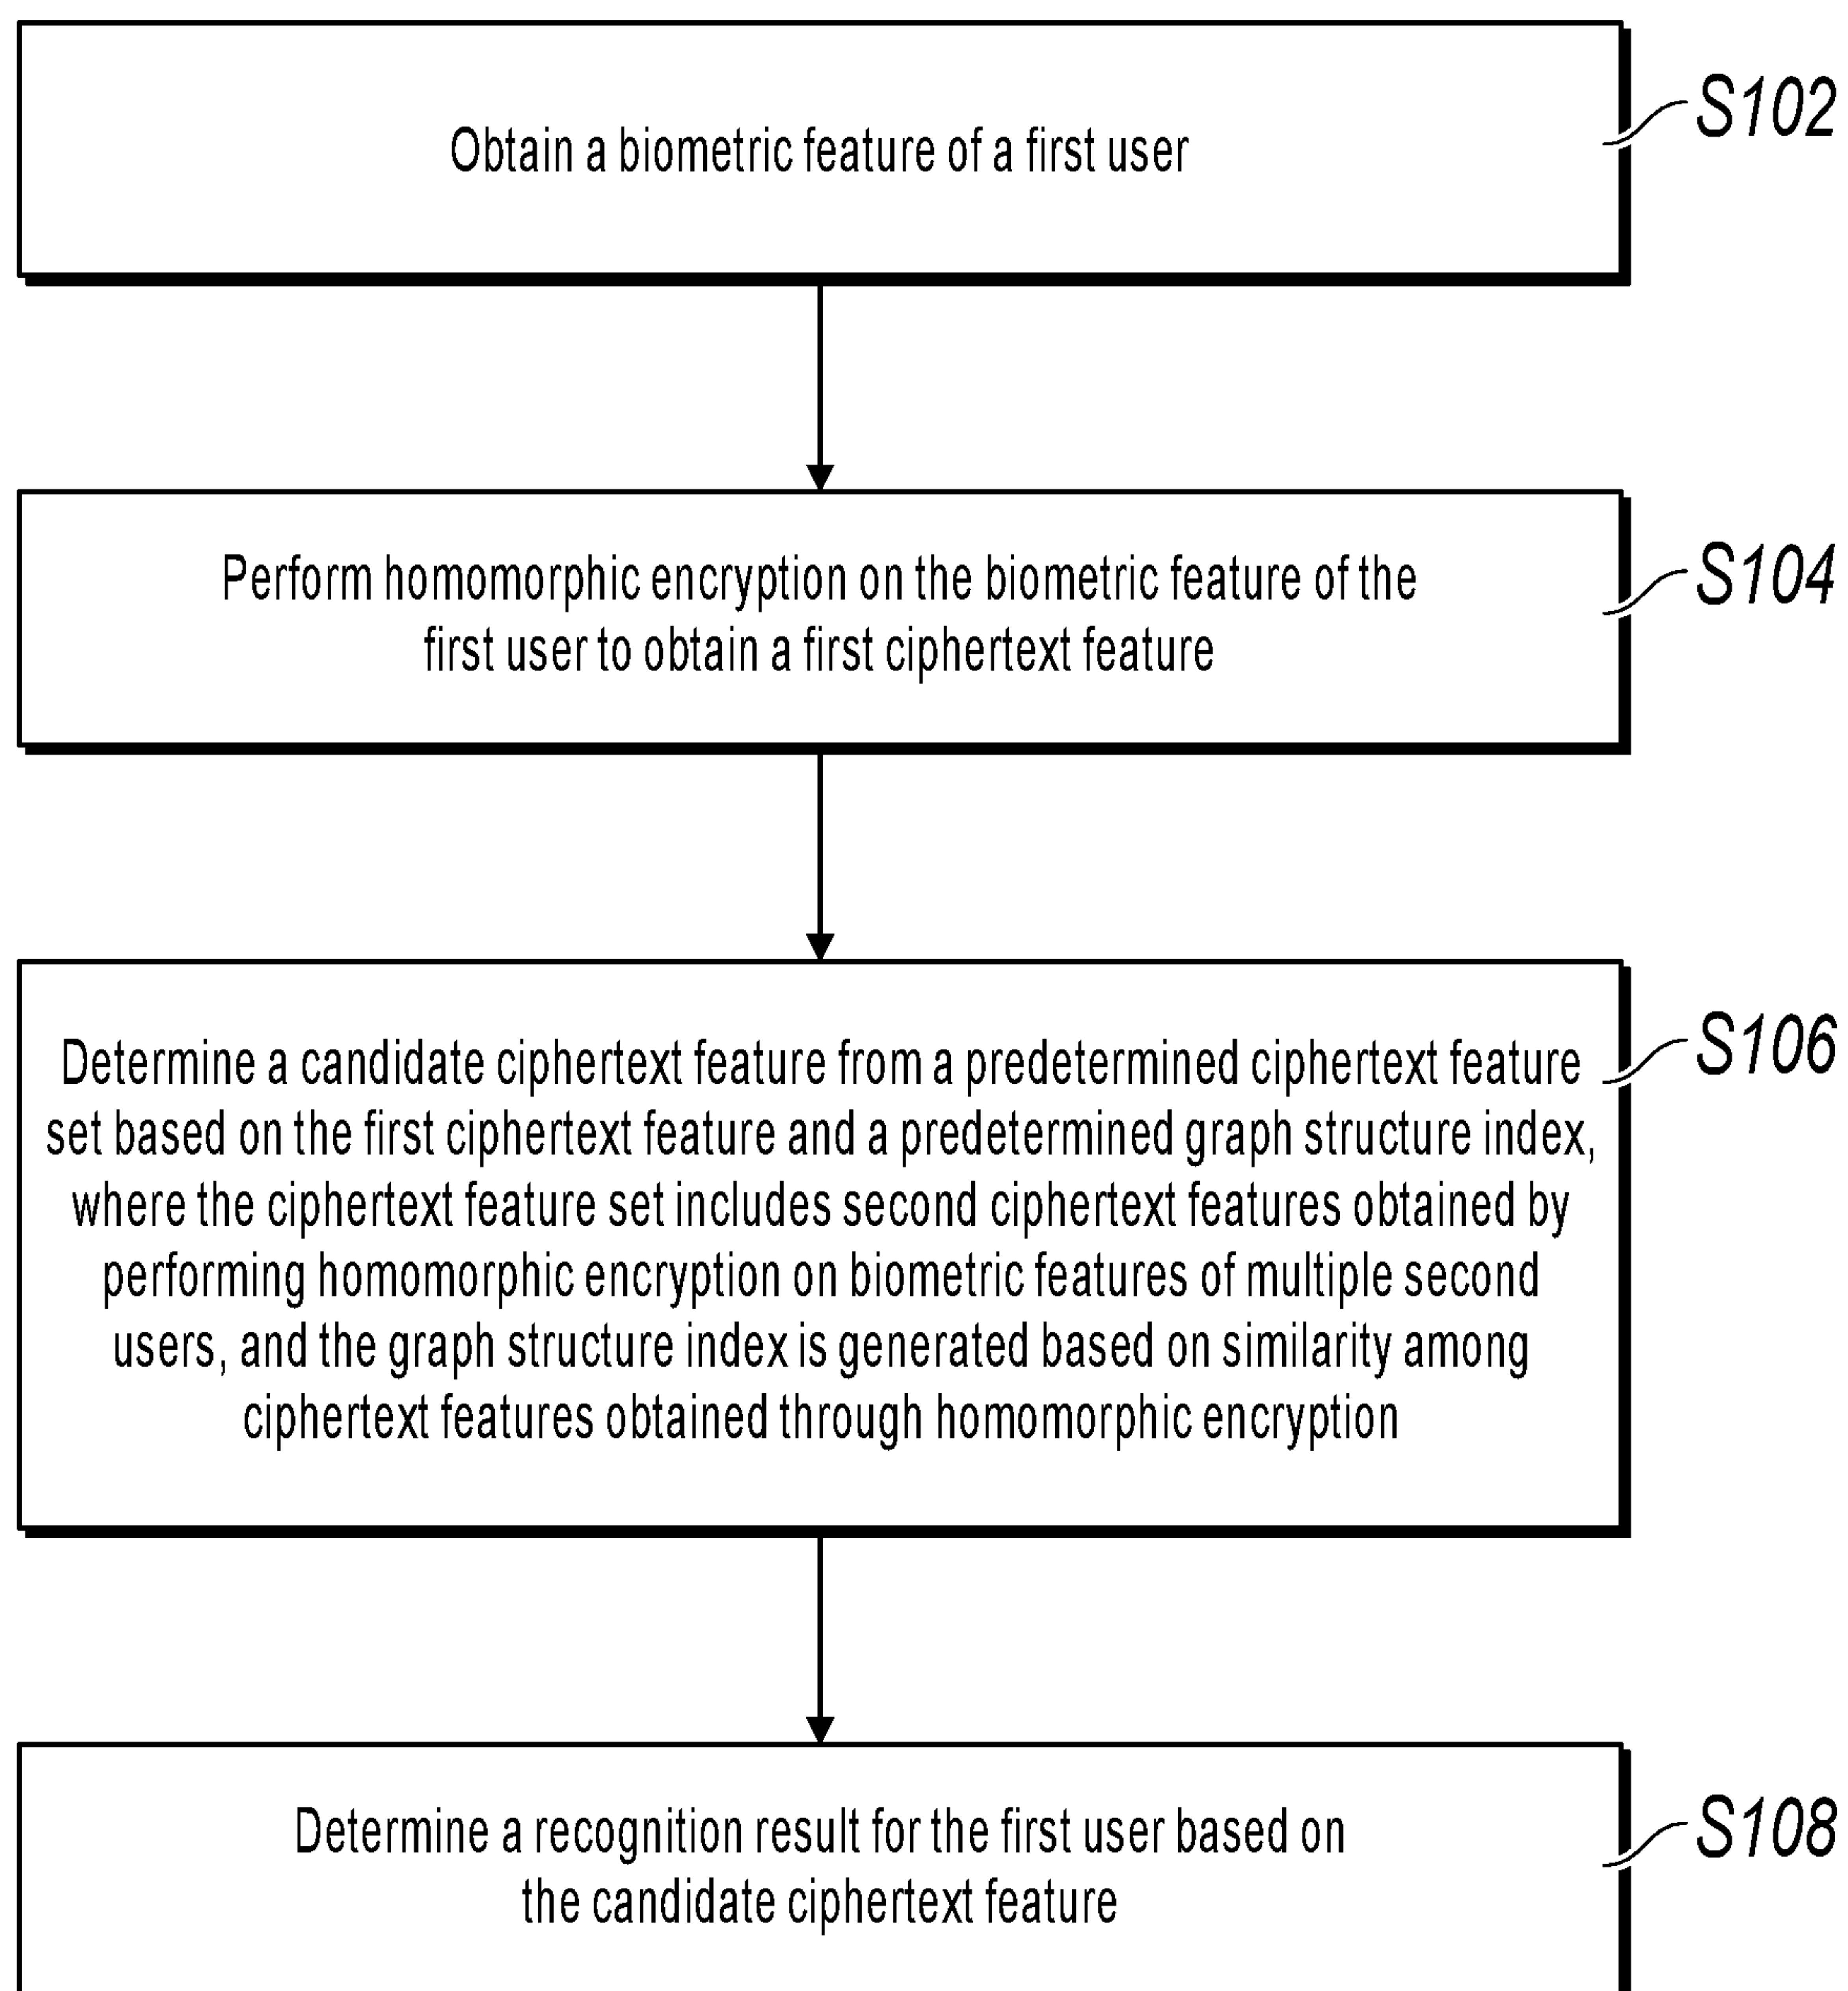 Obtain a biometric feature of a first user
S102
Perform homomorphic encryption on the biometric feature of the
first user to obtain a first ciphertext feature
S104
Determine a candidate ciphertext feature from a predetermined ciphertext feature
set based on the first ciphertext feature and a predetermined graph structure index,
where the ciphertext feature set includes second ciphertext features obtained by
performing homomorphic encryption on biometric features of multiple second
users, and the graph structure index is generated based on similarity among
ciphertext features obtained through homomorphic encryption
S106
Determine a recognition result for the first user based on
the candidate ciphertext feature
S108